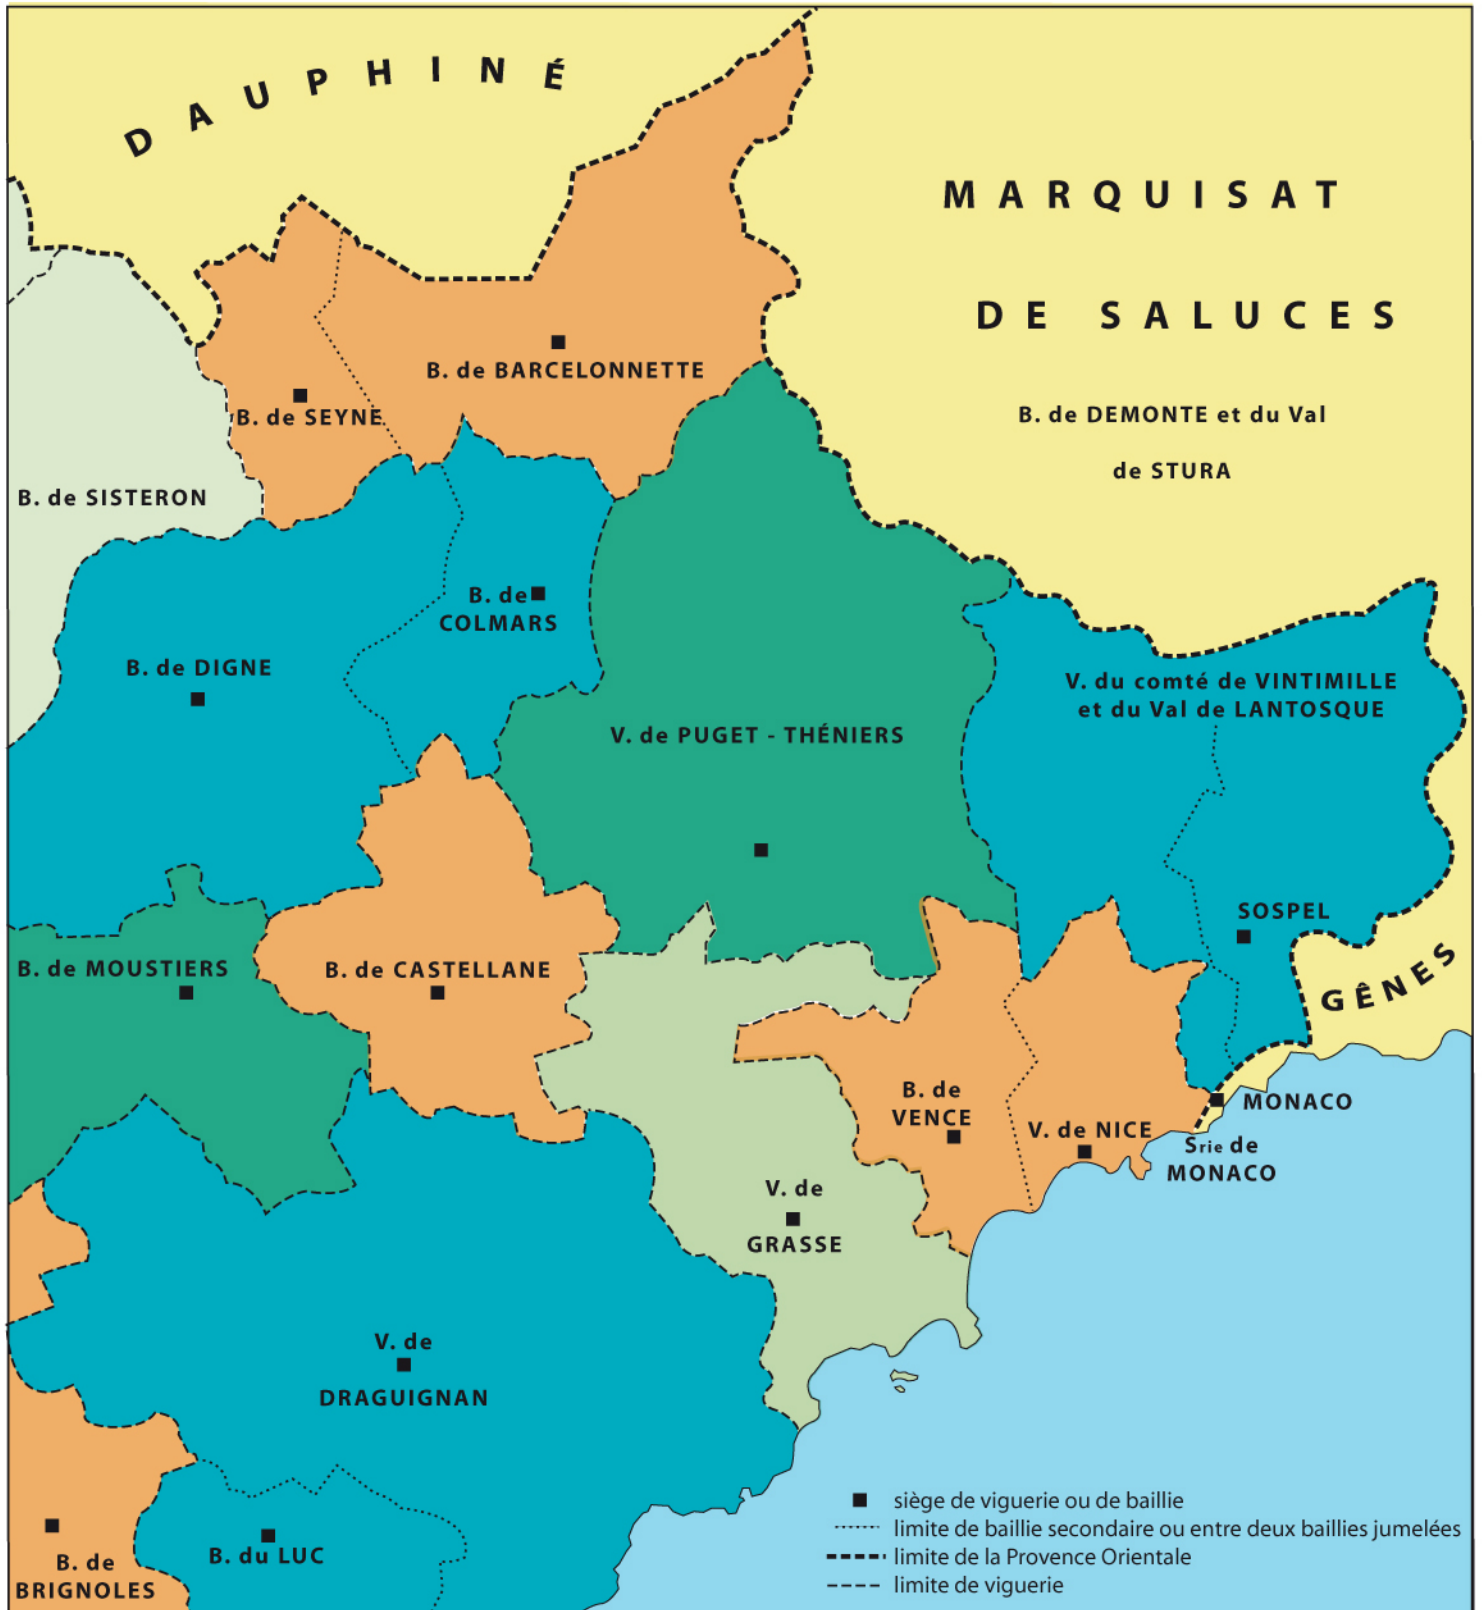 DAUPHINÉ
MARQUISAT
DE SALUCES
B. de BARCELONNETTE
B. de SEYNE
B. de DEMONTE et du Val
de STURA
B. de SISTERON
B. de
COLMARS
B. de DIGNE
V. du comté de VINTIMILLE
et du Val de LANTOSQUE
V. de PUGET - THÉNIERS
SOSPEL
GÊNES
B. de MOUSTIERS
B. de CASTELLANE
B. de
VENCE
V. de NICE
MONACO
Srie de
MONACO
V. de
GRASSE
V. de
DRAGUIGNAN
B. de
BRIGNOLES
B. du LUC
siège de viguerie ou de baillie
limite de baillie secondaire ou entre deux baillies jumelées
limite de la Provence Orientale
limite de viguerie